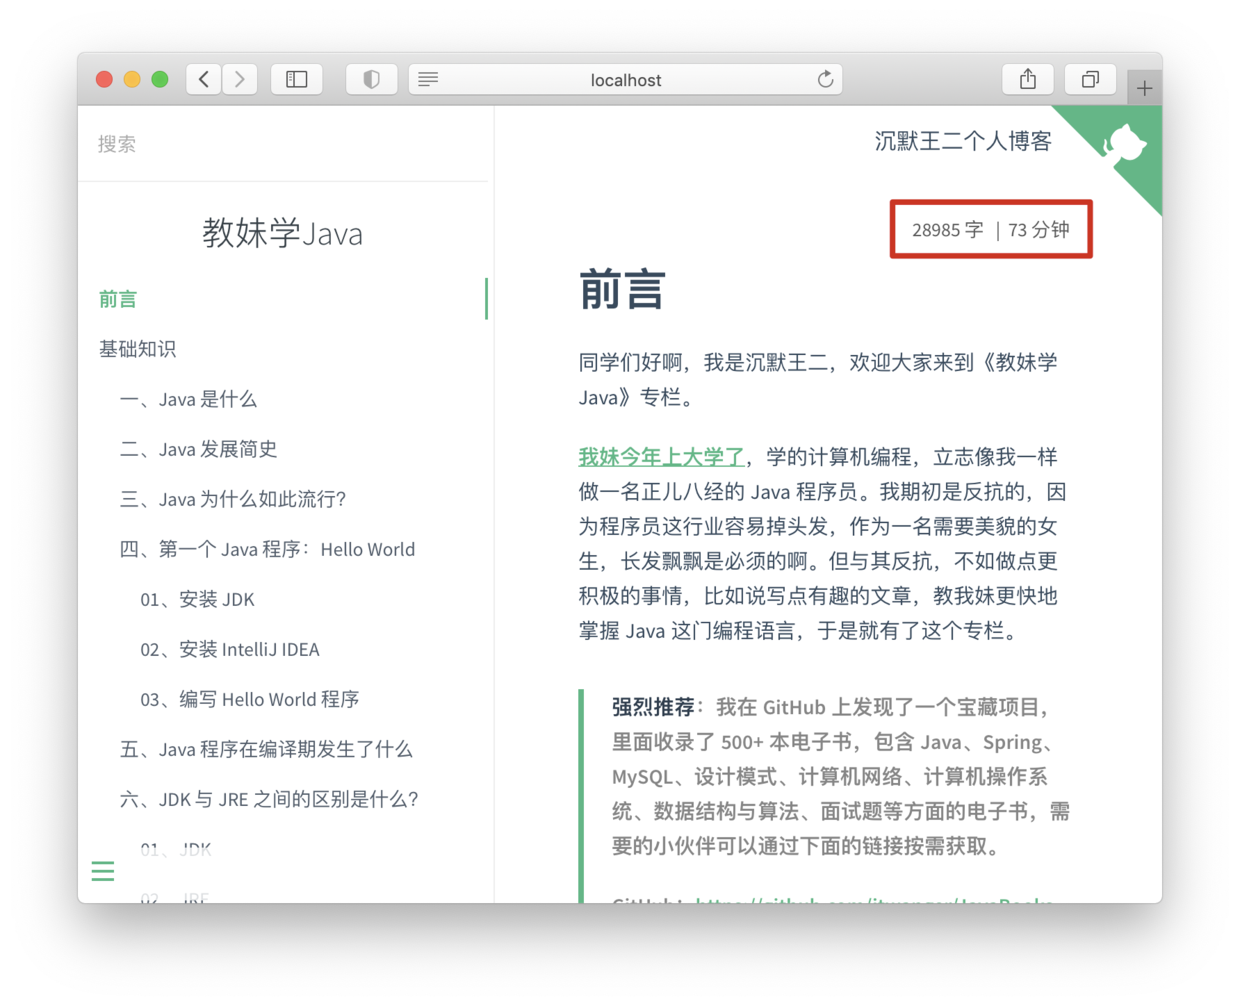 localhost
搜索
教妹学Java
前言
基础知识
一、Java 是什么
二、Java 发展简史
三、Java 为什么如此流行?
四、第一个 Java 程序：Hello World
01、安装 JDK
02、安装 IntelliJ IDEA
03、编写 Hello World 程序
五、Java 程序在编译期发生了什么
六、JDK 与 JRE 之间的区别是什么?
01、JDK
02、JRE
沉默王二个人博客
28985 字 | 73 分钟
前言
同学们好啊，我是沉默王二，欢迎大家来到《教妹学
Java》专栏。
我妹今年上大学了，学的计算机编程，立志像我一样
做一名正儿八经的 Java 程序员。我期初是反抗的，因
为程序员这行业容易掉头发，作为一名需要美貌的女
生，长发飘飘是必须的啊。但与其反抗，不如做点更
积极的事情，比如说写点有趣的文章，教我妹更快地
掌握 Java 这门编程语言，于是就有了这个专栏。
强烈推荐：我在 GitHub 上发现了一个宝藏项目，
里面收录了 500+ 本电子书，包含 Java、Spring、
MySQL、设计模式、计算机网络、计算机操作系
统、数据结构与算法、面试题等方面的电子书，需
要的小伙伴可以通过下面的链接按需获取。
GitHub：https://github.com/itwanger/JavaBooks